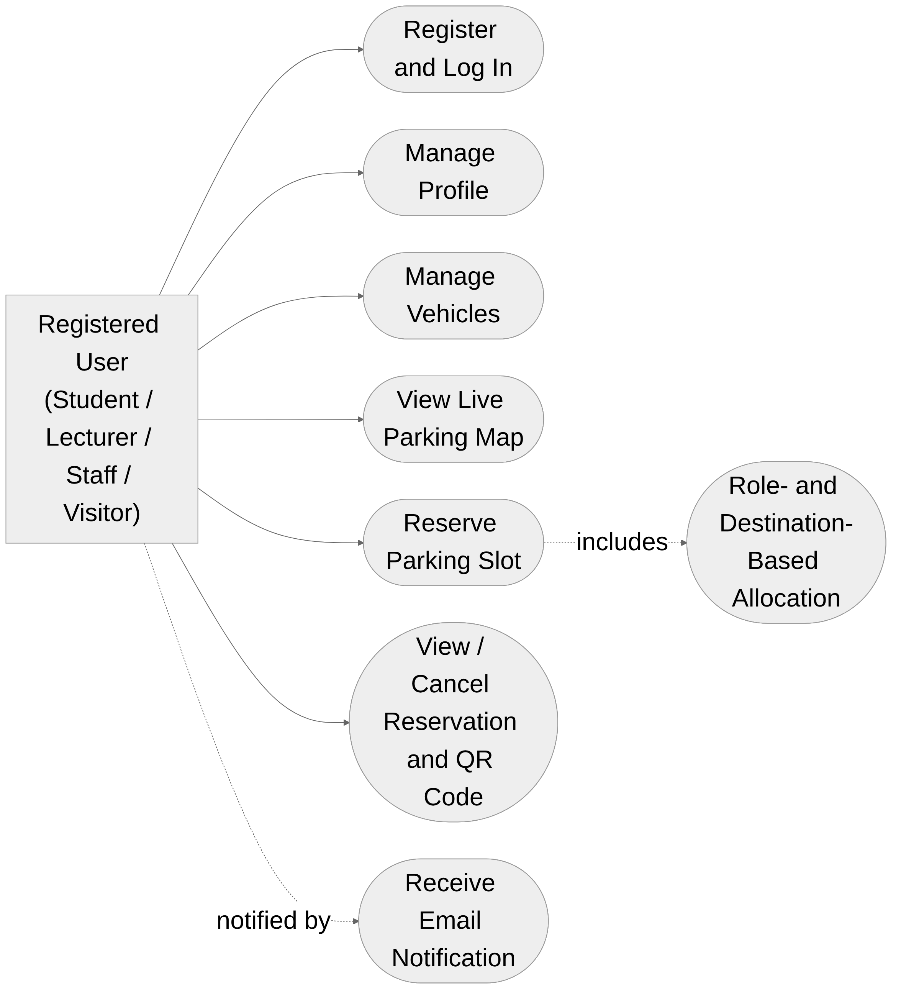 Register
and Log In
Manage
Profile
Manage
Vehicles
Registered
User
(Student /
Lecturer /
Staff /
Visitor)
View Live
Parking Map
Reserve
Parking Slot
includes
Role- and
Destination-
Based
Allocation
View /
Cancel
Reservation
and QR
Code
notified by
Receive
Email
Notification